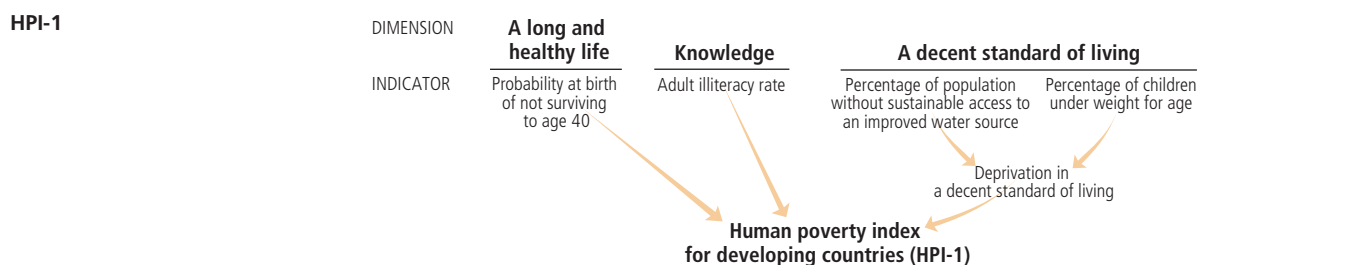 HPI-1
DIMENSION
A long and
healthy life
Knowledge
A decent standard of living
INDICATOR
Probability at birth
of not surviving
to age 40
Adult illiteracy rate
Percentage of population
without sustainable access to
an improved water source
Percentage of children
under weight for age
Deprivation in
a decent standard of living
Human poverty index
for developing countries (HPI-1)